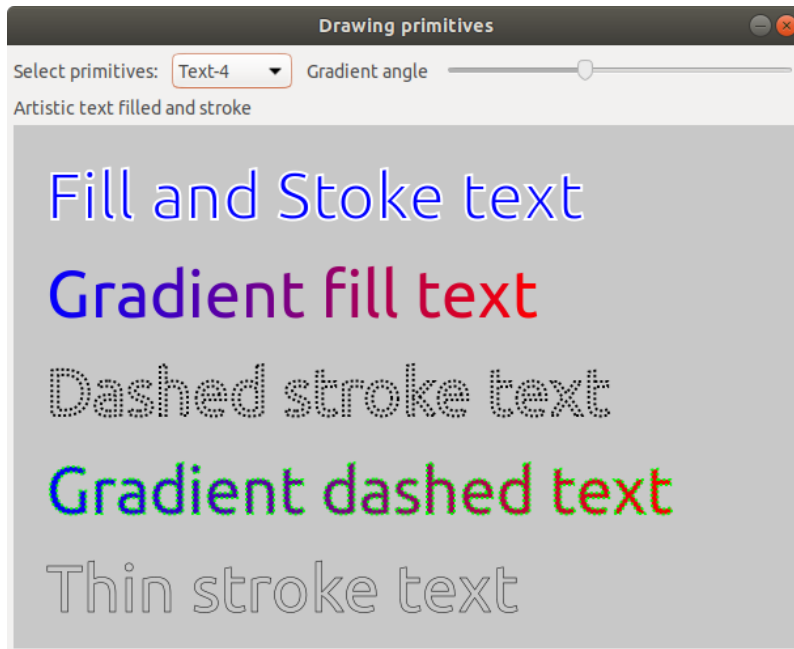 Drawing primitives
Select primitives: Text-4 Gradient angle
Artistic text filled and stroke
Fill and Stoke text
Gradient fill text
Dashed stroke text
Gradient dashed text
Thin stroke text